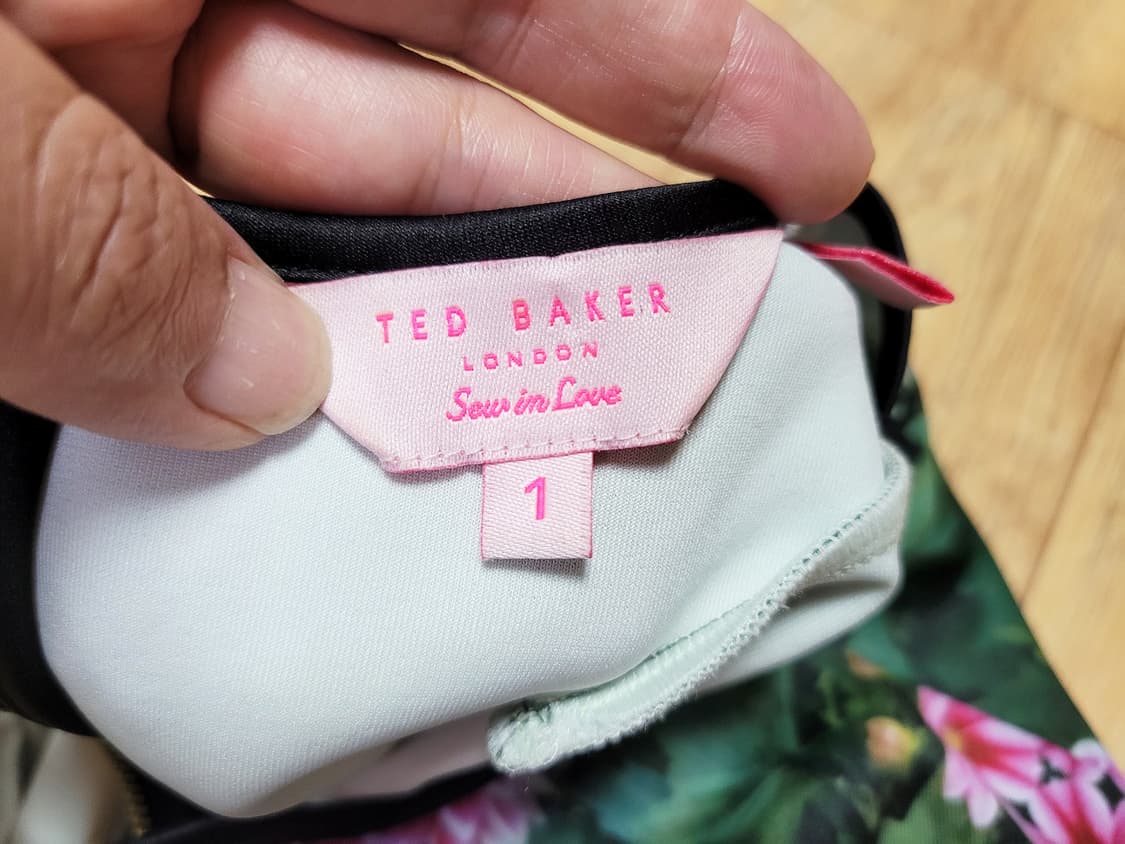 TED BAKER
LONDON
Sew in Love
1